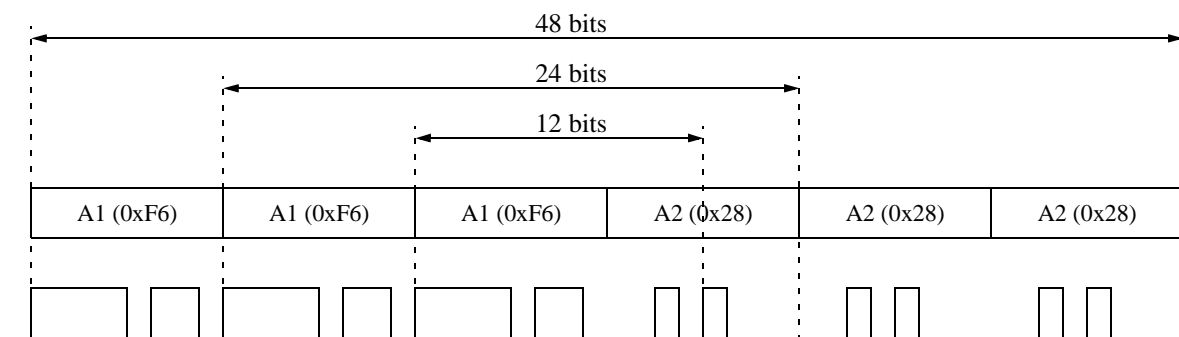 48 bits
24 bits
12 bits
A1 (0xF6) A1 (0xF6) A1 (0xF6) A2 (0x28) A2 (0x28) A2 (0x28)